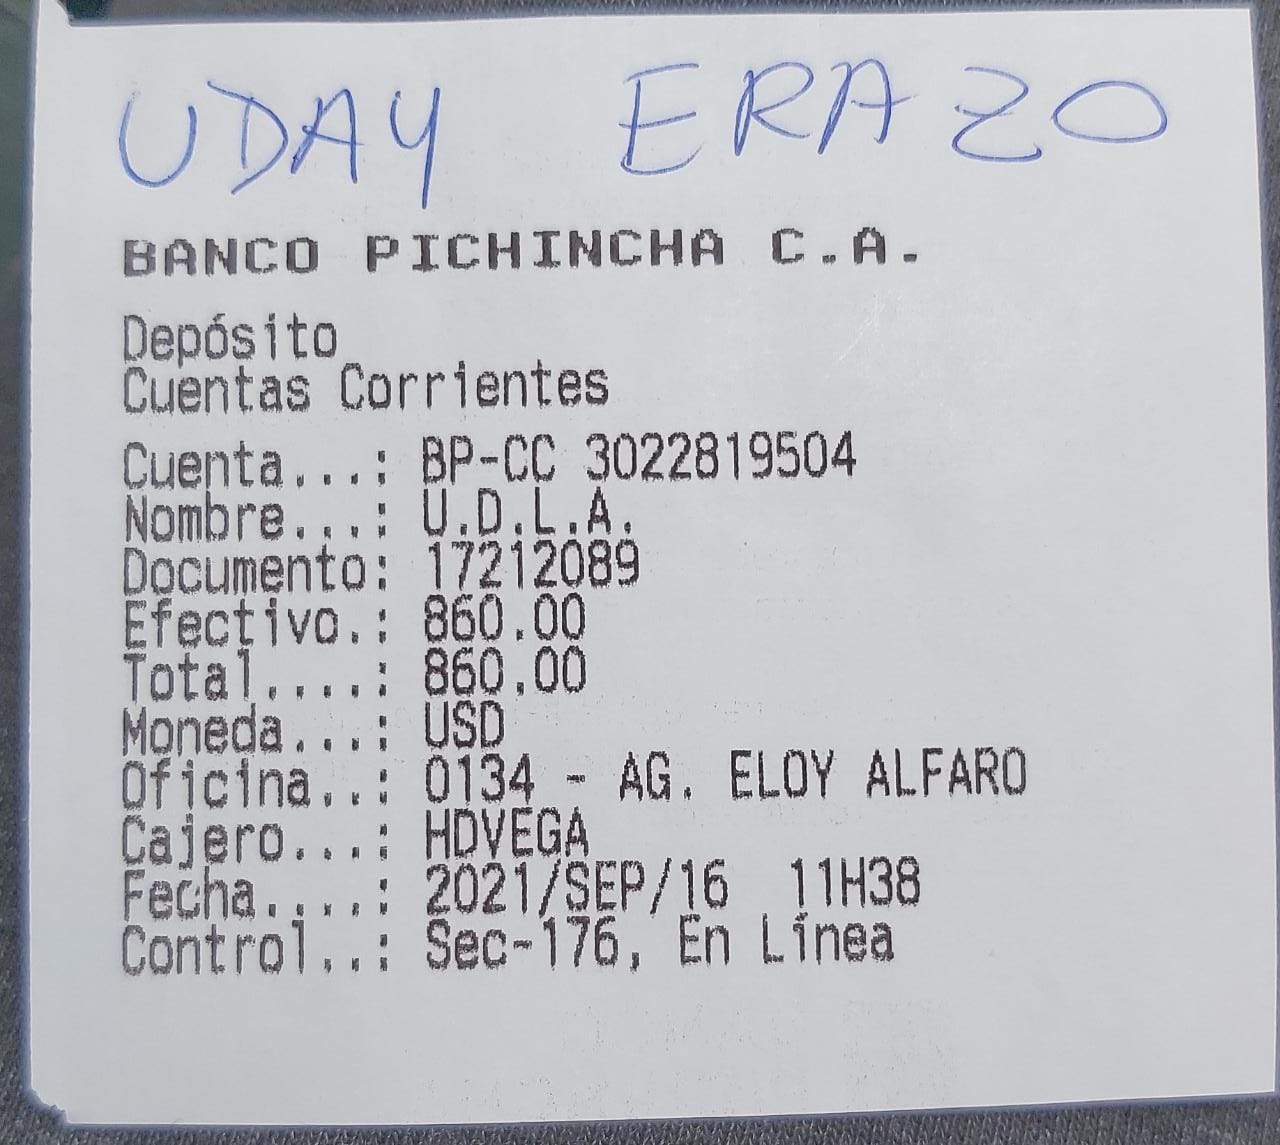 UDAY ERAZO
BANCO PICHINCHA C.A.
Depósito
Cuentas Corrientes
Cuenta...: BP-CC 3022819504
Nombre...: U.D.L.A.
Documento: 17212089
Efectivo.: 860.00
Total....: 860.00
Moneda...: USD
Oficina..: 0134 - AG. ELOY ALFARO
Cajero...: HDVEGA
Fecha....: 2021/SEP/16 11H38
Control..: Sec-176, En Línea